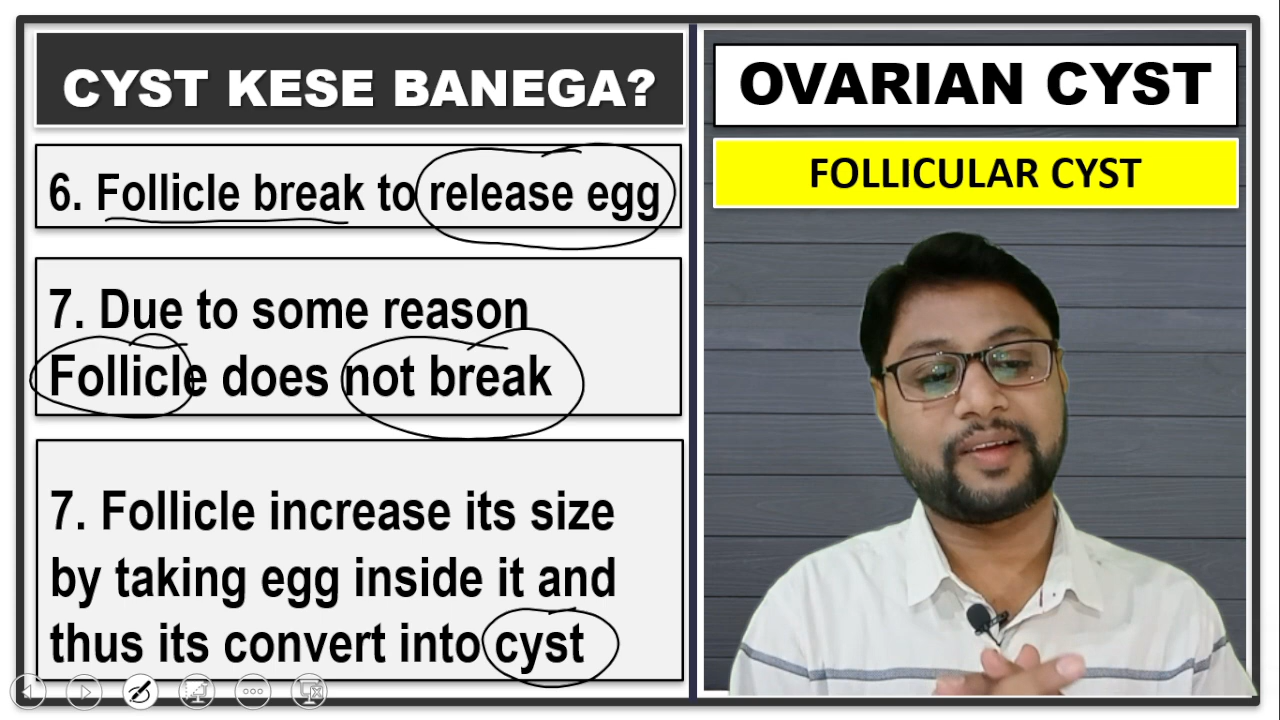 CYST KESE BANEGA?
6. Follicle break to release egg
7. Due to some reason
Follicle does not break
7. Follicle increase its size
by taking egg inside it and
thus its convert into cyst
OVARIAN CYST
FOLLICULAR CYST